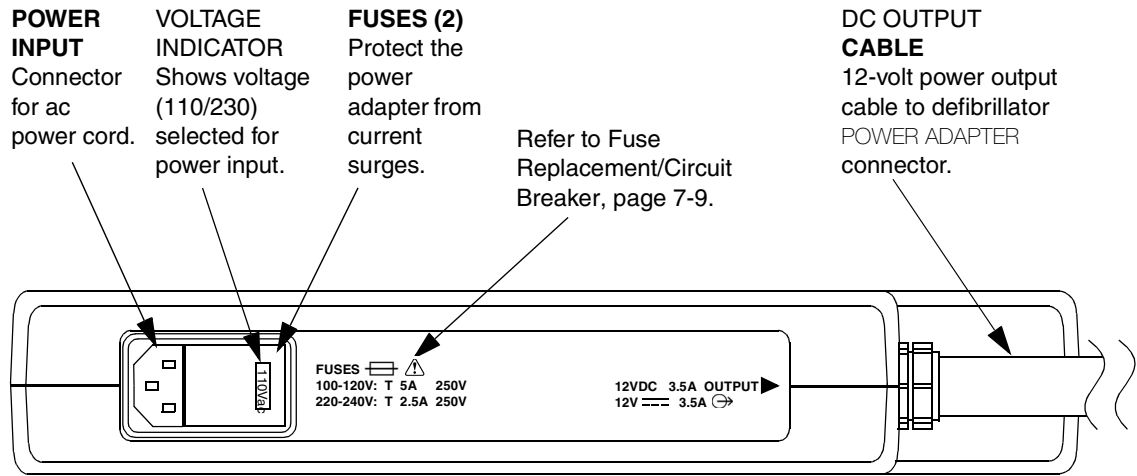 POWER
INPUT
Connector
for ac
power cord.
VOLTAGE
INDICATOR
Shows voltage
(110/230)
selected for
power input.
FUSES (2)
Protect the
power
adapter from
current
surges.
Refer to Fuse
Replacement/Circuit
Breaker, page 7-9.
DC OUTPUT
CABLE
12-volt power output
cable to defibrillator
POWER ADAPTER
connector.
110Vac
FUSES
100-120V: T 5A 250V
220-240V: T 2.5A 250V
12VDC 3.5A OUTPUT
12V 3.5A